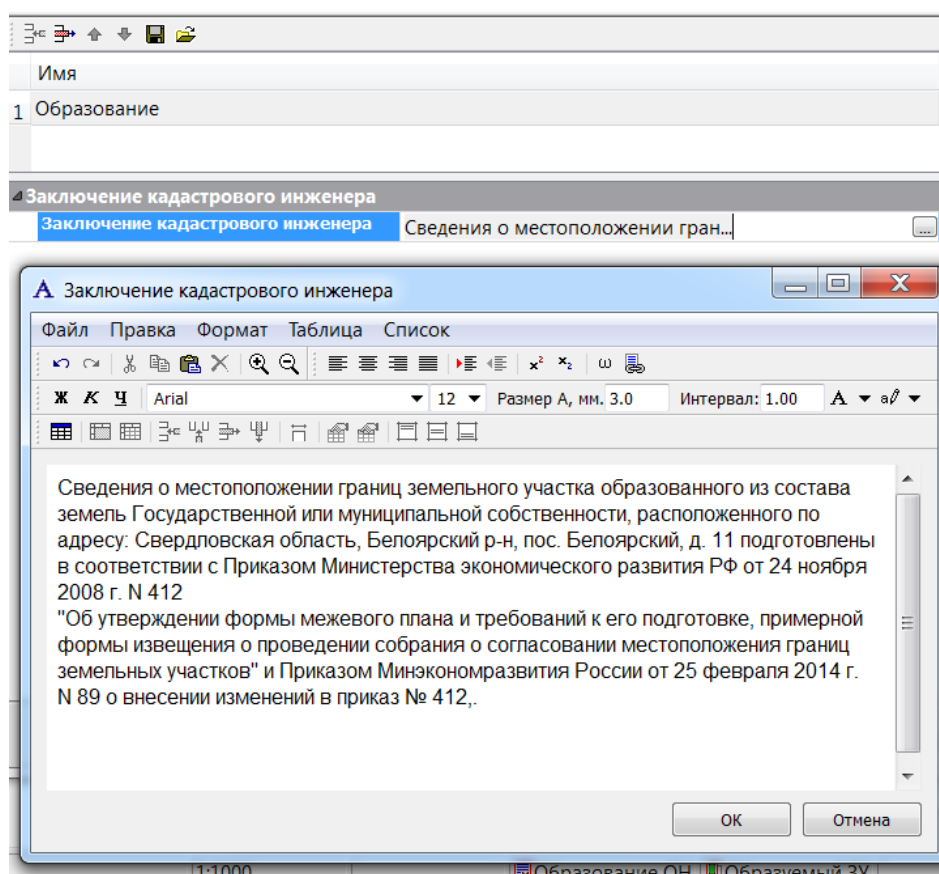 Имя
1 Образование
Заключение кадастрового инженера
Заключение кадастрового инженера Сведения о местоположении гран... ...
A Заключение кадастрового инженера
Файл Правка Формат Таблица Список
x² x₂ ω
Ж К Ч Arial 12 Размер А, мм. 3.0 Интервал: 1.00 A a
Сведения о местоположении границ земельного участка образованного из состава
земель Государственной или муниципальной собственности, расположенного по
адресу: Свердловская область, Белоярский р-н, пос. Белоярский, д. 11 подготовлены
в соответствии с Приказом Министерства экономического развития РФ от 24 ноября
2008 г. N 412
"Об утверждении формы межевого плана и требований к его подготовке, примерной
формы извещения о проведении собрания о согласовании местоположения границ
земельных участков" и Приказом Минэкономразвития России от 25 февраля 2014 г.
N 89 о внесении изменений в приказ № 412,.
ОК Отмена
1:1000 Образование ОН Образуемый ЗУ